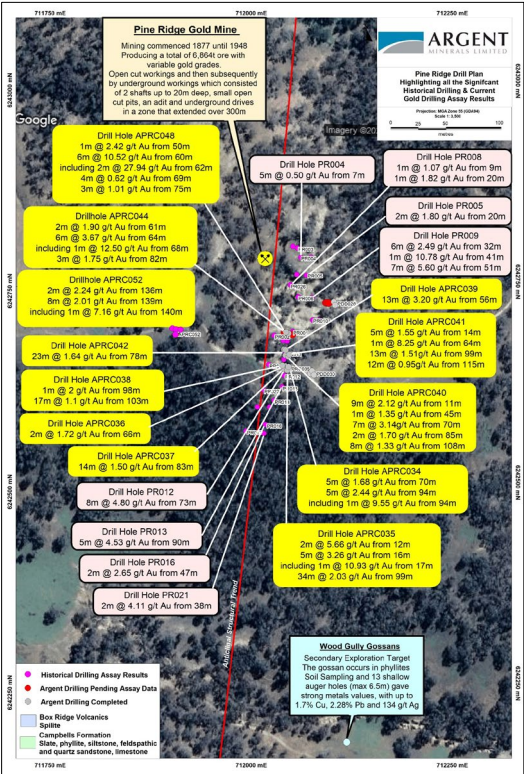 711750 mE
712000 mE
712250 mE
ARGENT
MINERALS LIMITED
Pine Ridge Drill Plan
Highlighting all the Signifcant
Historical Drilling & Current
Gold Drilling Assay Results
Projection: MGA Zone 55 (GDA94)
Scale 1: 3,500
0
50
100
metres
Pine Ridge Gold Mine
Mining commenced 1877 until 1948
Producing a total of 6,864t ore with
variable gold grades.
Open cut workings and then subsequently
by underground workings which consisted
of 2 shafts up to 20m deep, small open
cut pits, an adit and underground drives
in a zone that extended over 300m
6243000 mN
6243000 mN
Google
Imagery ©20
Drill Hole APRC048
1m @ 2.42 g/t Au from 50m
6m @ 10.52 g/t Au from 60m
including 2m @ 27.94 g/t Au from 62m
4m @ 0.62 g/t Au from 69m
3m @ 1.01 g/t Au from 75m
Drill Hole PR004
5m @ 0.50 g/t Au from 7m
Drill Hole PR008
1m @ 1.07 g/t Au from 9m
1m @ 1.82 g/t Au from 20m
Drill Hole PR005
2m @ 1.80 g/t Au from 20m
Drill Hole PR009
6m @ 2.49 g/t Au from 32m
1m @ 10.78 g/t Au from 41m
7m @ 5.60 g/t Au from 51m
Drillhole APRC044
2m @ 1.90 g/t Au from 61m
6m @ 3.67 g/t Au from 64m
including 1m @ 12.50 g/t Au from 68m
3m @ 1.75 g/t Au from 82m
6242750 mN
6242750 mN
Drillhole APRC052
2m @ 2.24 g/t Au from 136m
8m @ 2.01 g/t Au from 139m
including 1m @ 7.16 g/t Au from 140m
Drill Hole APRC039
13m @ 3.20 g/t Au from 56m
Drill Hole APRC041
5m @ 1.55 g/t Au from 14m
1m @ 8.25 g/t Au from 64m
13m @ 1.51g/t Au from 99m
12m @ 0.95g/t Au from 115m
Drill Hole APRC042
23m @ 1.64 g/t Au from 78m
Drill Hole APRC038
1m @ 2 g/t Au from 95m
17m @ 1.1 g/t Au from 103m
Drill Hole APRC040
9m @ 2.12 g/t Au from 11m
1m @ 1.35 g/t Au from 45m
7m @ 3.14g/t Au from 70m
2m @ 1.70 g/t Au from 85m
8m @ 1.33 g/t Au from 108m
Drill Hole APRC036
2m @ 1.72 g/t Au from 66m
Drill Hole APRC037
14m @ 1.50 g/t Au from 83m
Drill Hole APRC034
5m @ 1.68 g/t Au from 70m
5m @ 2.44 g/t Au from 94m
including 1m @ 9.55 g/t Au from 94m
6242500 mN
6242500 mN
Drill Hole PR012
8m @ 4.80 g/t Au from 73m
Drill Hole PR013
5m @ 4.53 g/t Au from 90m
Drill Hole PR016
2m @ 2.65 g/t Au from 47m
Drill Hole PR021
2m @ 4.11 g/t Au from 38m
Drill Hole APRC035
2m @ 5.66 g/t Au from 12m
5m @ 3.26 g/t Au from 16m
including 1m @ 10.93 g/t Au from 17m
34m @ 2.03 g/t Au from 99m
Anticlinal Structural Trend
Wood Gully Gossans
Secondary Exploration Target
The gossan occurs in phyllites
Soil Sampling and 13 shallow
auger holes (max 6.5m) gave
strong metals values, with up to
1.7% Cu, 2.28% Pb and 134 g/t Ag
6242250 mN
6242250 mN
Historical Drilling Assay Results
Argent Drilling Pending Assay Data
Argent Drilling Completed
Box Ridge Volcanics
Spilite
Campbells Formation
Slate, phyllite, siltstone, feldspathic
and quartz sandstone, limestone
711750 mE
712000 mE
712250 mE